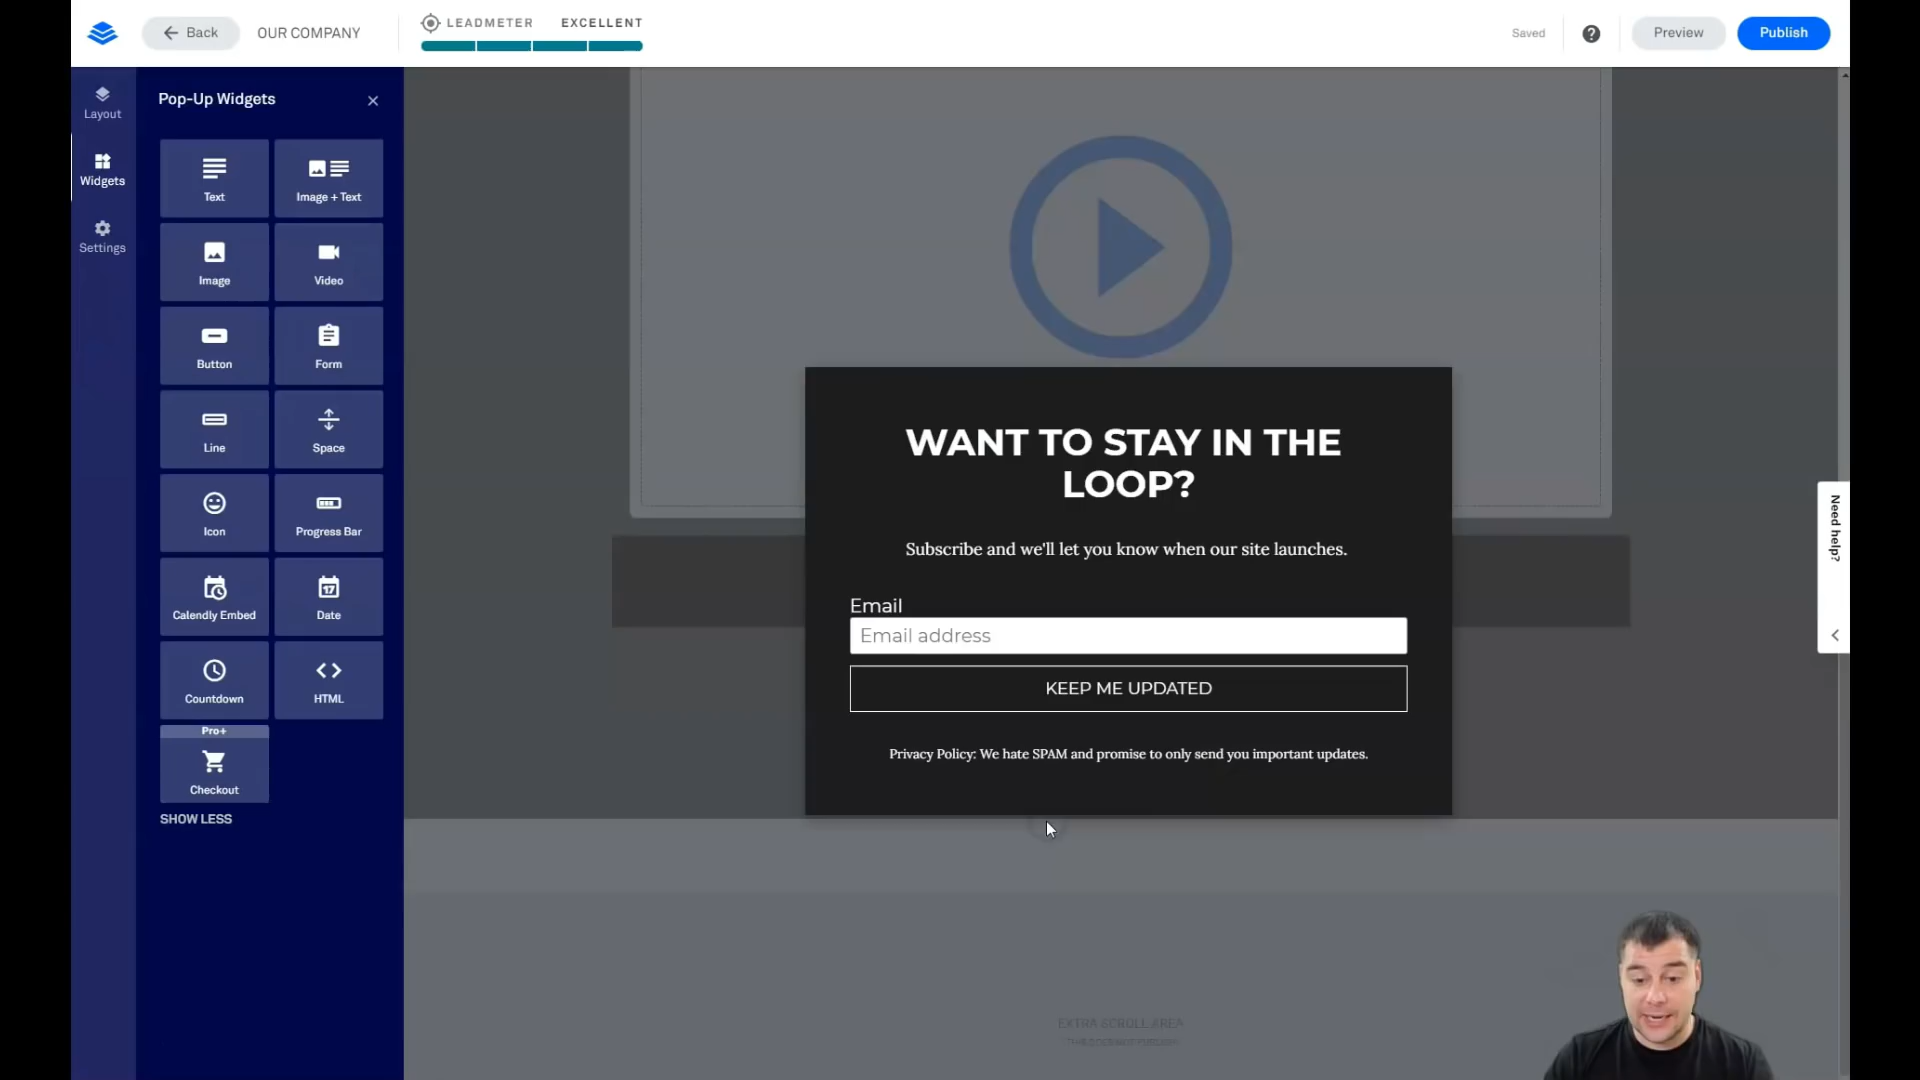 Back
OUR COMPANY
LEADMETER EXCELLENT
Saved
?
Preview
Publish
Layout
Widgets
Settings
Pop-Up Widgets
Text
Image + Text
Image
Video
Button
Form
Line
Space
Icon
Progress Bar
Calendly Embed
17
Date
Countdown
HTML
Pro+
Checkout
SHOW LESS
WANT TO STAY IN THE
LOOP?
Subscribe and we'll let you know when our site launches.
Email
Email address
KEEP ME UPDATED
Privacy Policy: We hate SPAM and promise to only send you important updates.
Need help?
EXTRA SCROLL AREA